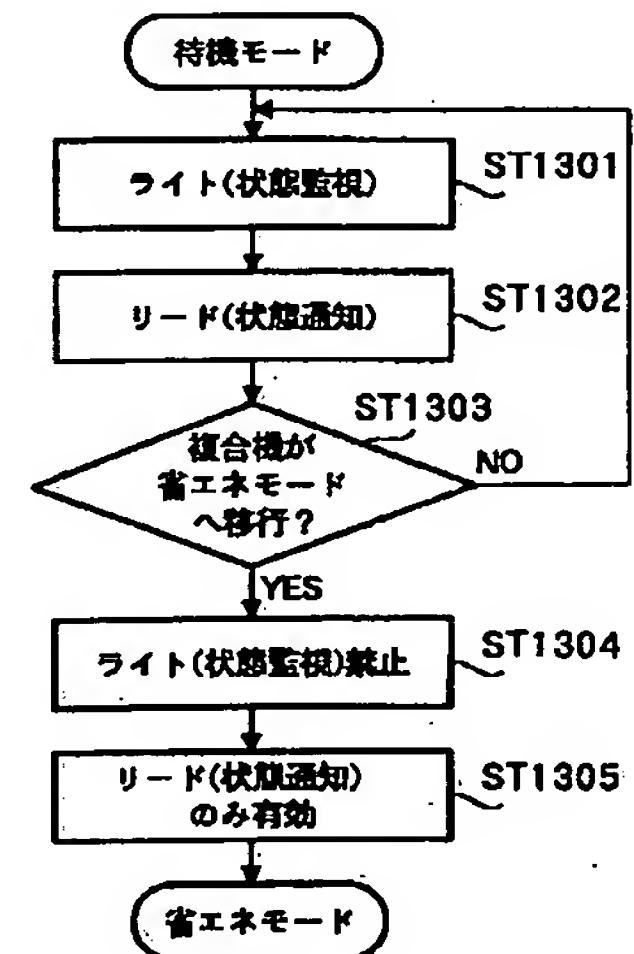 待機モード
ライト(状態監視)
ST1301
リード(状態通知)
ST1302
ST1303
複合機が
省エネモード
へ移行?
NO
YES
ライト(状態監視)禁止
ST1304
リード(状態通知)
のみ有効
ST1305
省エネモード